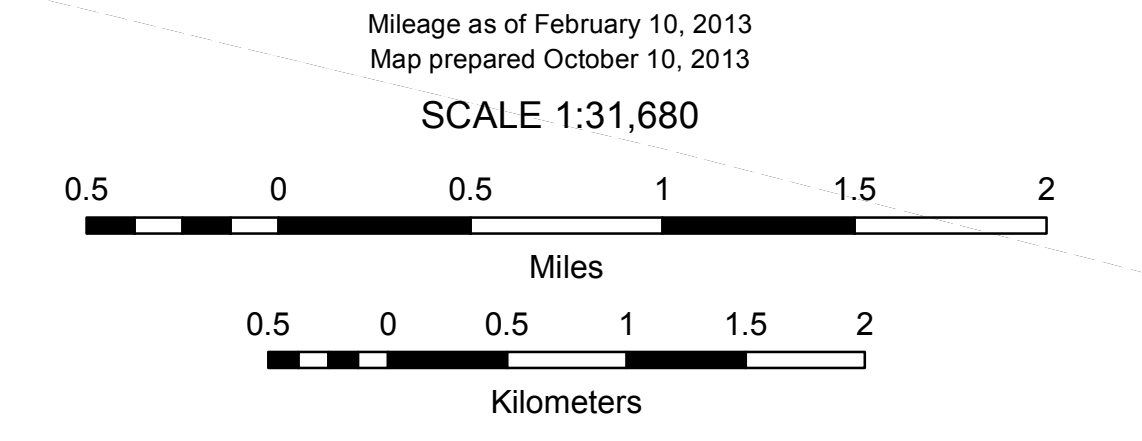 Mileage as of February 10, 2013
Map prepared October 10, 2013
SCALE 1:31,680
0.5 0 0.5 1 1.5 2
Miles
0.5 0 0.5 1 1.5 2
Kilometers